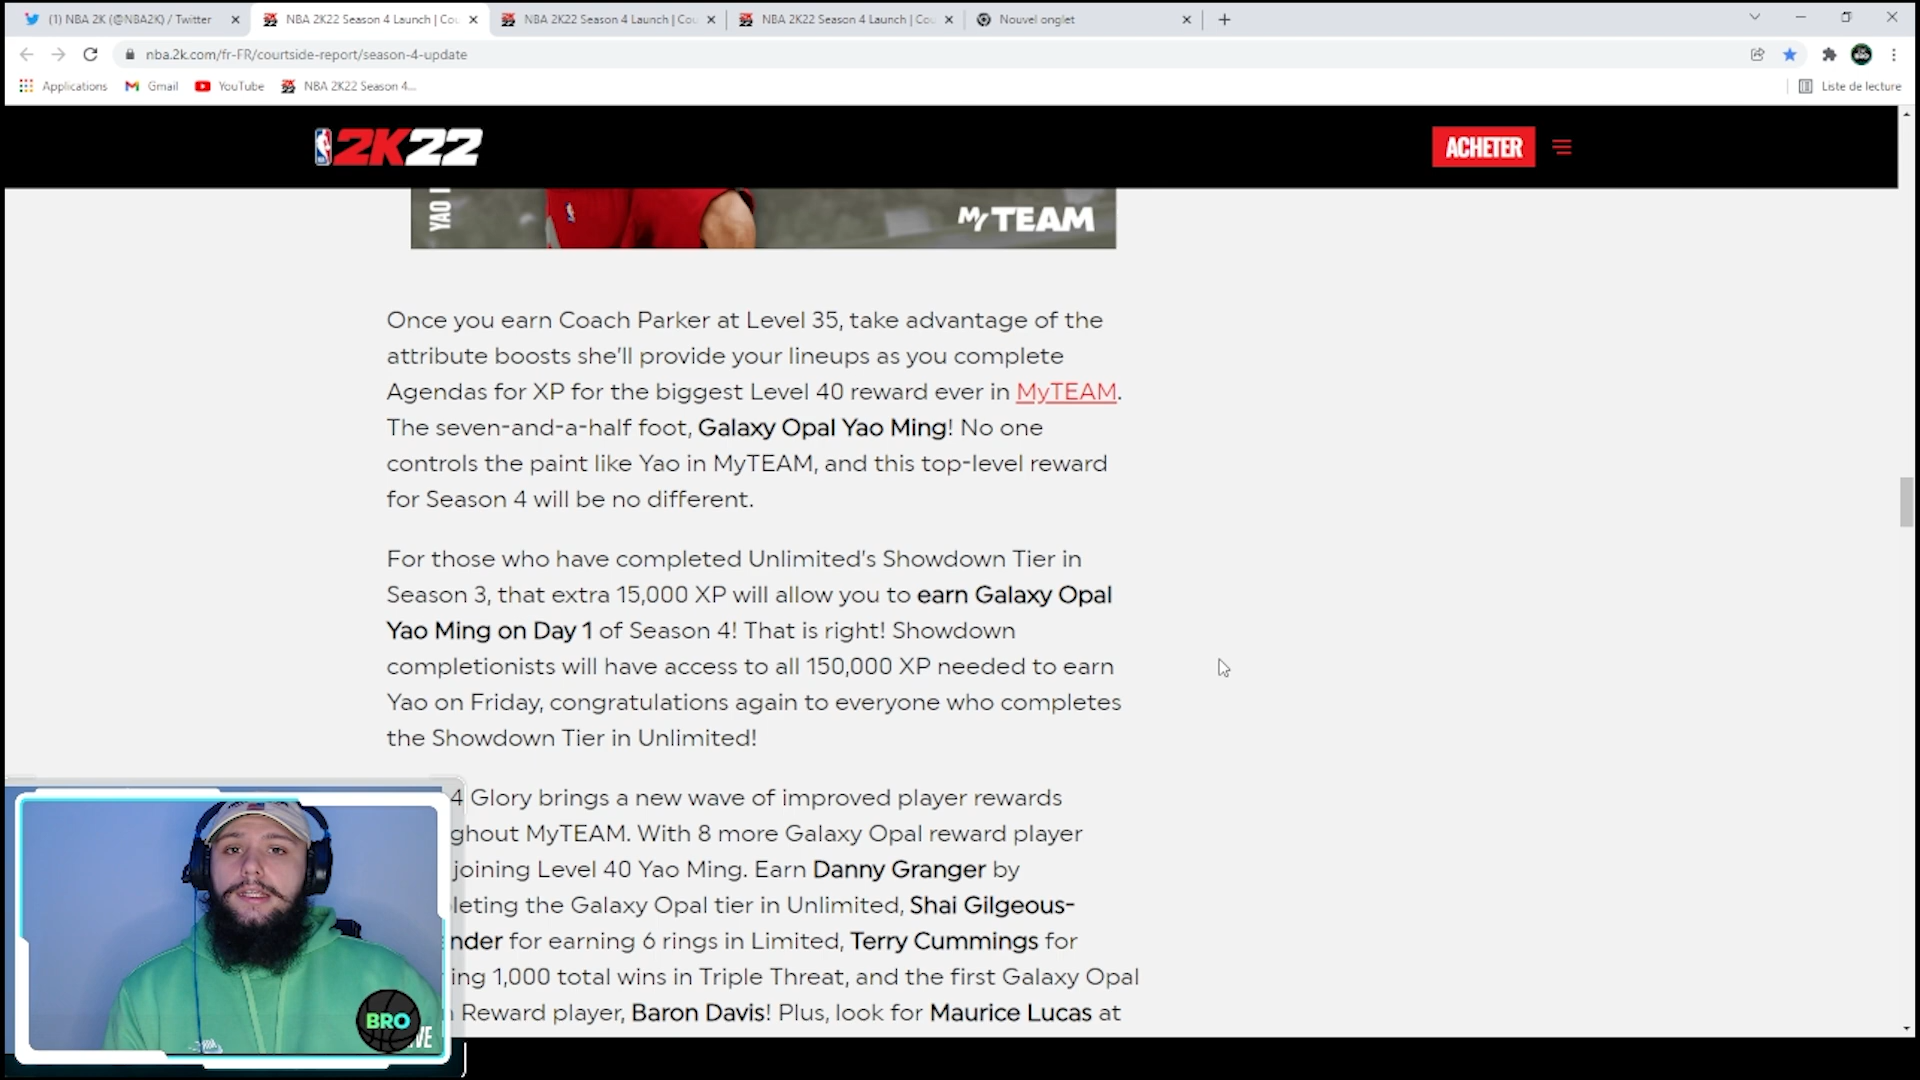 (1) NBA 2K (@NBA2K) / Twitter
NBA 2K22 Season 4 Launch | Cou
NBA 2K22 Season 4 Launch | Cou
NBA 2K22 Season 4 Launch | Cou
Nouvel onglet
nba.2k.com/fr-FR/courtside-report/season-4-update
Applications
Gmail
YouTube
NBA 2K22 Season 4...
Liste de lecture
2K22
ACHETER
YAO
MyTEAM
Once you earn Coach Parker at Level 35, take advantage of the
attribute boosts she'll provide your lineups as you complete
Agendas for XP for the biggest Level 40 reward ever in MyTEAM.
The seven-and-a-half foot, Galaxy Opal Yao Ming! No one
controls the paint like Yao in MyTEAM, and this top-level reward
for Season 4 will be no different.
For those who have completed Unlimited's Showdown Tier in
Season 3, that extra 15,000 XP will allow you to earn Galaxy Opal
Yao Ming on Day 1 of Season 4! That is right! Showdown
completionists will have access to all 150,000 XP needed to earn
Yao on Friday, congratulations again to everyone who completes
the Showdown Tier in Unlimited!
4 Glory brings a new wave of improved player rewards
ghout MyTEAM. With 8 more Galaxy Opal reward player
joining Level 40 Yao Ming. Earn Danny Granger by
leting the Galaxy Opal tier in Unlimited, Shai Gilgeous-
nder for earning 6 rings in Limited, Terry Cummings for
ing 1,000 total wins in Triple Threat, and the first Galaxy Opal
Reward player, Baron Davis! Plus, look for Maurice Lucas at
BRO
VE